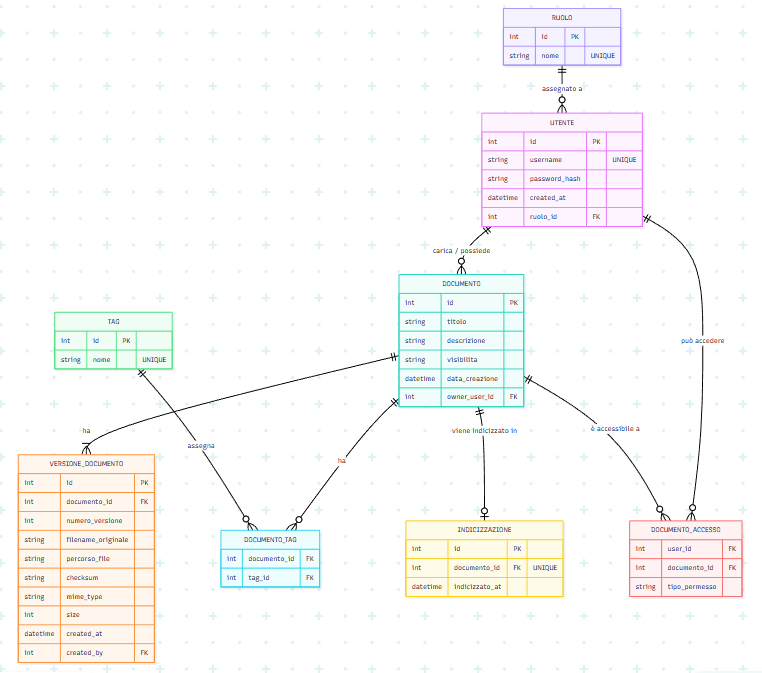 RUOLO
int id PK
string nome UNIQUE
assegnato a
UTENTE
int id PK
string username UNIQUE
string password_hash
datetime created_at
int ruolo_id FK
carica / possiede
DOCUMENTO
int id PK
string titolo
string descrizione
string visibilita
datetime data_creazione
int owner_user_id FK
TAG
int id PK
string nome UNIQUE
può accedere
ha
assegna
ha
viene indicizzato in
è accessibile a
VERSIONE_DOCUMENTO
int id PK
int documento_id FK
int numero_versione
string filename_originale
string percorso_file
string checksum
string mime_type
int size
datetime created_at
int created_by FK
DOCUMENTO_TAG
int documento_id FK
int tag_id FK
INDICIZZAZIONE
int id PK
int documento_id FK UNIQUE
datetime indicizzato_at
DOCUMENTO_ACCESSO
int user_id FK
int documento_id FK
string tipo_permesso